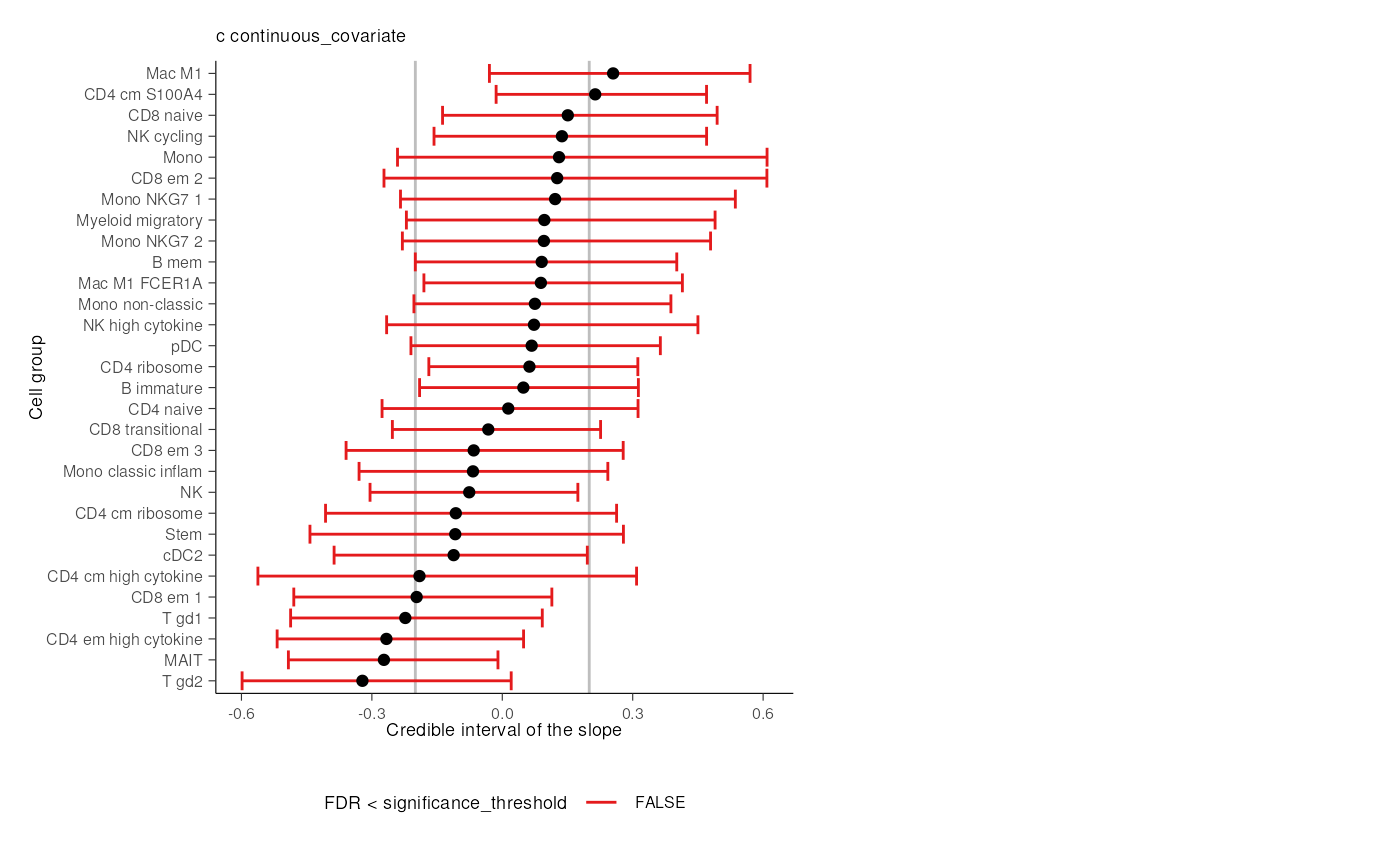 c continuous_covariate
Mac M1
CD4 cm S100A4
CD8 naive
NK cycling
Mono
CD8 em 2
Mono NKG7 1
Myeloid migratory
Mono NKG7 2
B mem
Mac M1 FCER1A
Mono non-classic
NK high cytokine
pDC
CD4 ribosome
B immature
CD4 naive
CD8 transitional
CD8 em 3
Mono classic inflam
NK
CD4 cm ribosome
Stem
cDC2
CD4 cm high cytokine
CD8 em 1
T gd1
CD4 em high cytokine
MAIT
T gd2
Cell group
-0.6 -0.3 0.0 0.3 0.6
Credible interval of the slope
FDR < significance_threshold FALSE